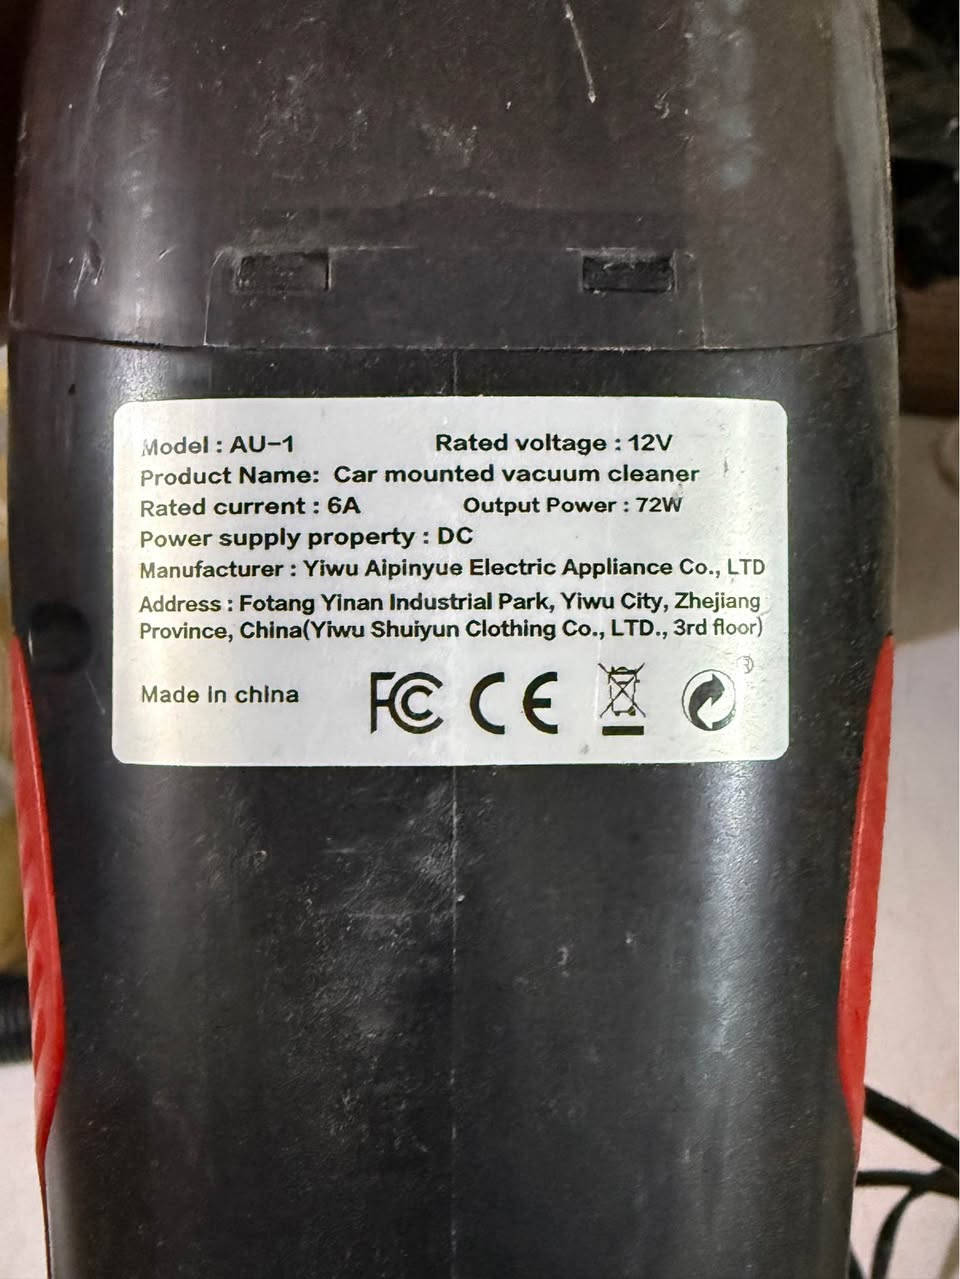 Model : AU-1 Rated voltage : 12V
Product Name: Car mounted vacuum cleaner
Rated current : 6A Output Power : 72W
Power supply property : DC
Manufacturer : Yiwu Aipinyue Electric Appliance Co., LTD
Address : Fotang Yinan Industrial Park, Yiwu City, Zhejiang
Province, China(Yiwu Shuiyun Clothing Co., LTD., 3rd floor)
Made in china FC CE ®